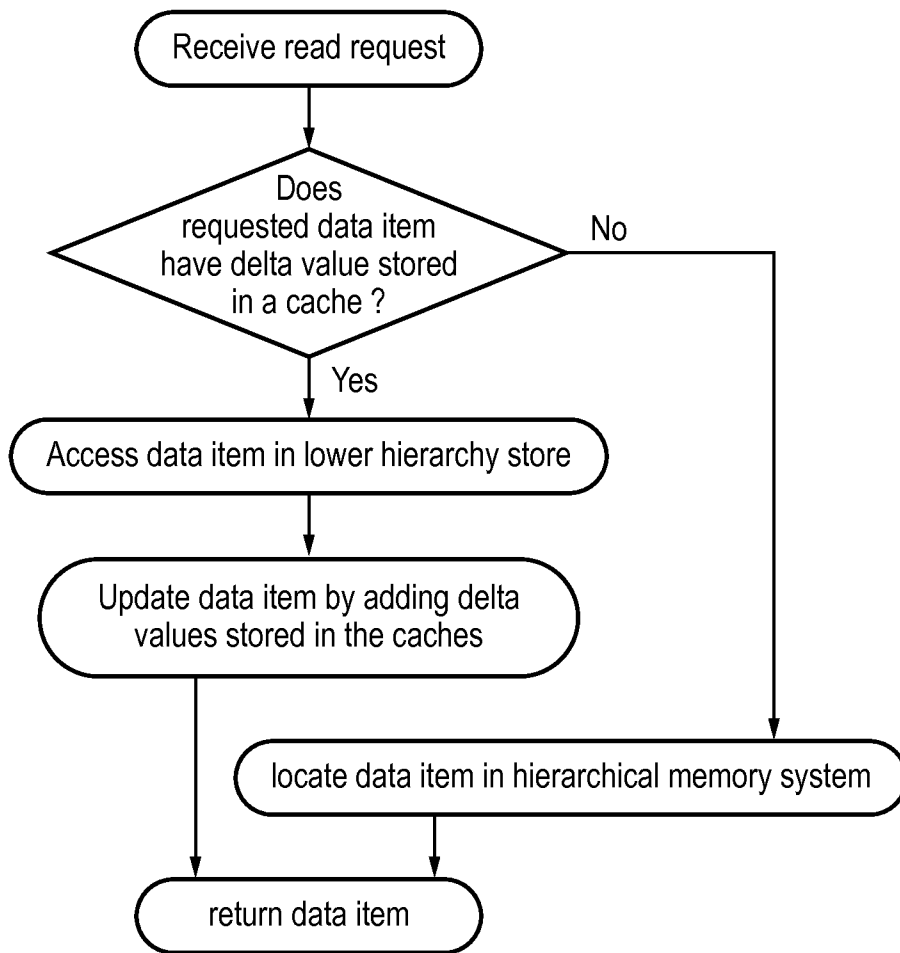 Receive read request
Does
requested data item
have delta value stored
in a cache ?
No
Yes
Access data item in lower hierarchy store
Update data item by adding delta
values stored in the caches
locate data item in hierarchical memory system
return data item